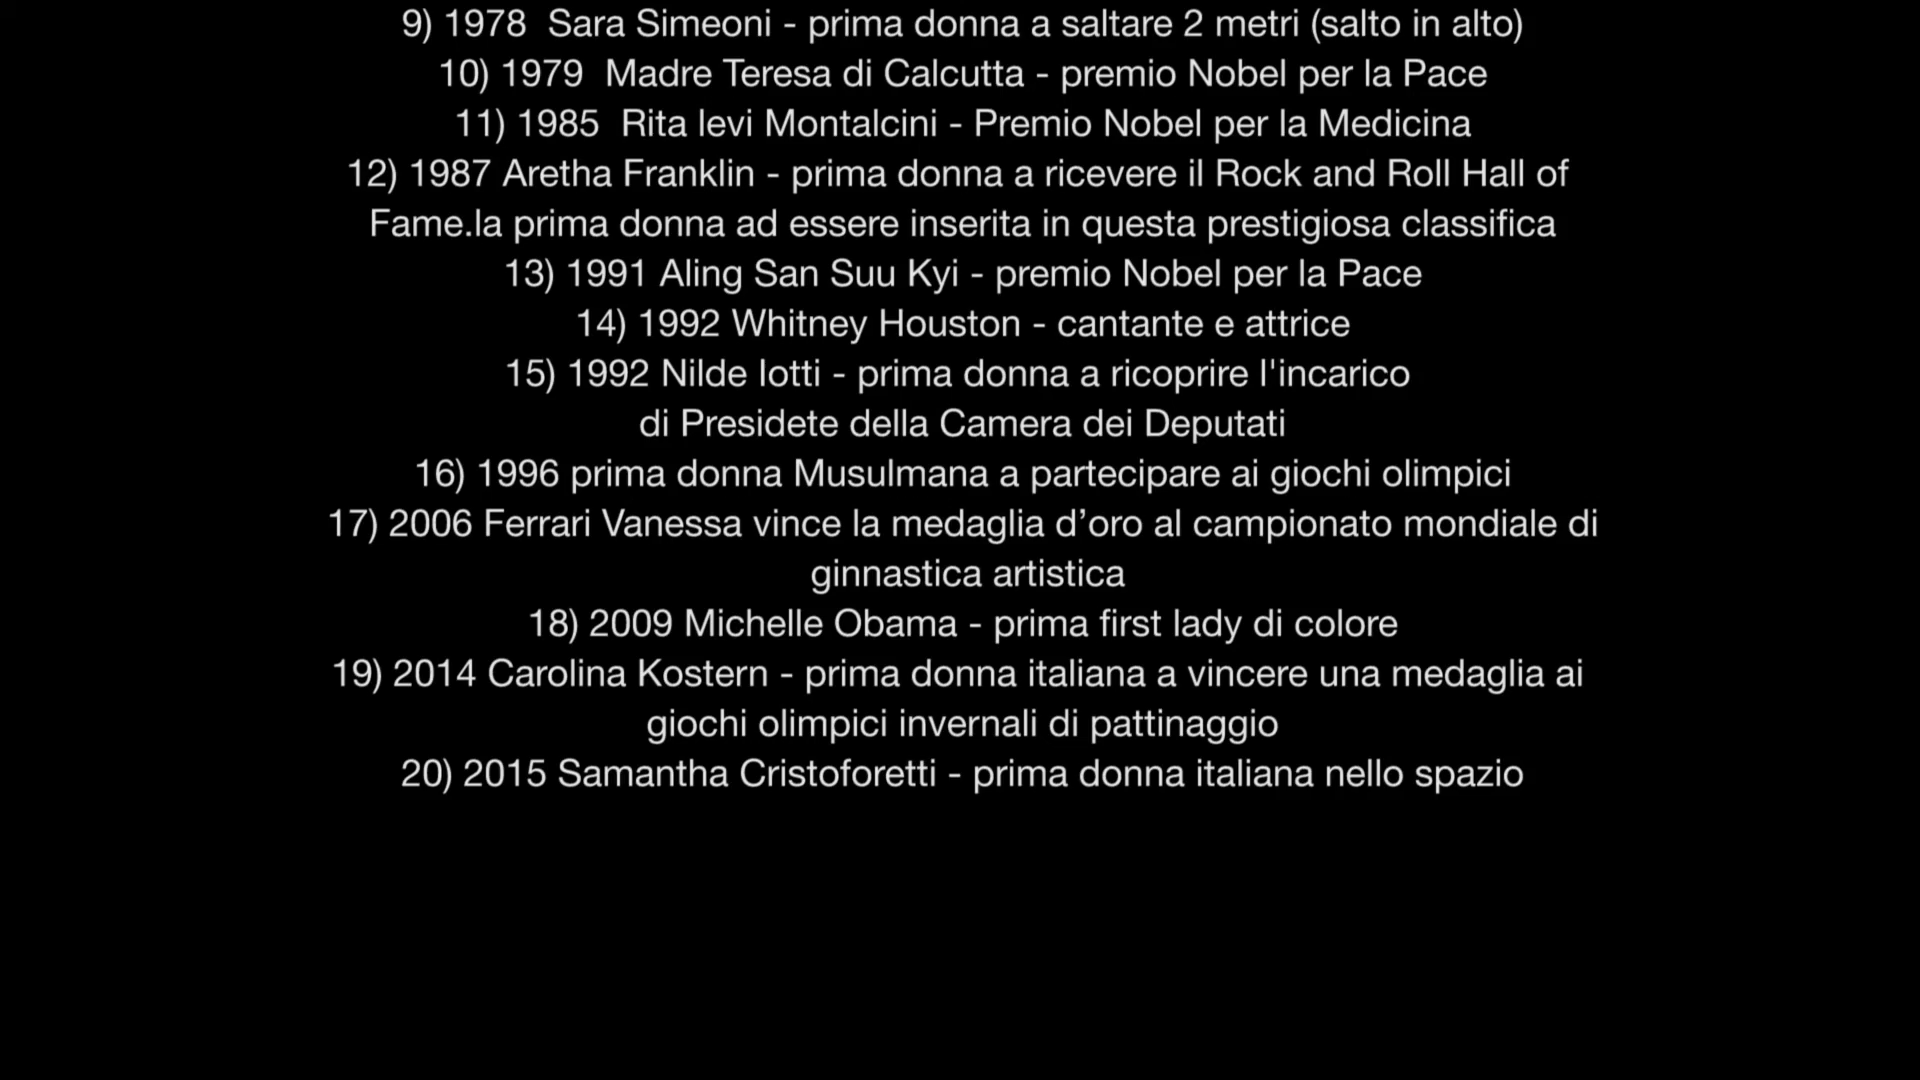 9) 1978  Sara Simeoni - prima donna a saltare 2 metri (salto in alto)
10) 1979  Madre Teresa di Calcutta - premio Nobel per la Pace
11) 1985  Rita levi Montalcini - Premio Nobel per la Medicina
12) 1987 Aretha Franklin - prima donna a ricevere il Rock and Roll Hall of
Fame.la prima donna ad essere inserita in questa prestigiosa classifica
13) 1991 Aling San Suu Kyi - premio Nobel per la Pace
14) 1992 Whitney Houston - cantante e attrice
15) 1992 Nilde Iotti - prima donna a ricoprire l'incarico
di Presidete della Camera dei Deputati
16) 1996 prima donna Musulmana a partecipare ai giochi olimpici
17) 2006 Ferrari Vanessa vince la medaglia d’oro al campionato mondiale di
ginnastica artistica
18) 2009 Michelle Obama - prima first lady di colore
19) 2014 Carolina Kostern - prima donna italiana a vincere una medaglia ai
giochi olimpici invernali di pattinaggio
20) 2015 Samantha Cristoforetti - prima donna italiana nello spazio